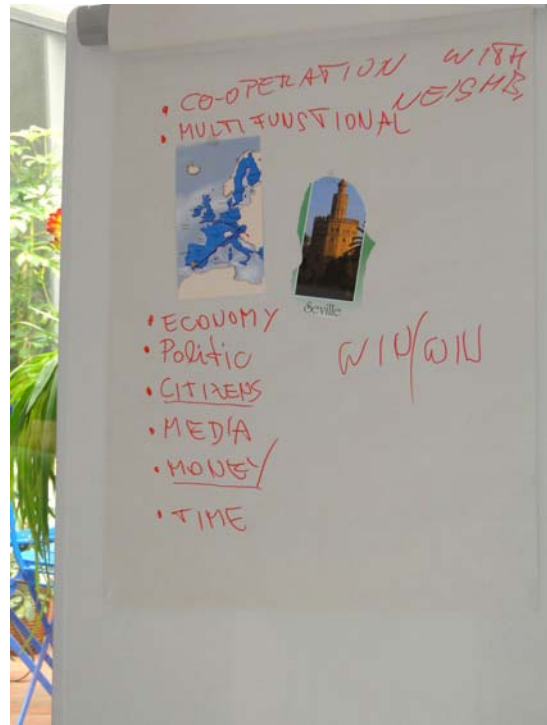 • CO-OPERATION WITH
NEIGHB,
• MULTIFUNSTIONAL
Seville
• ECONOMY
• Politic
WIN/WIN
• CITIZENS
• MEDIA
• MONEY
• TIME